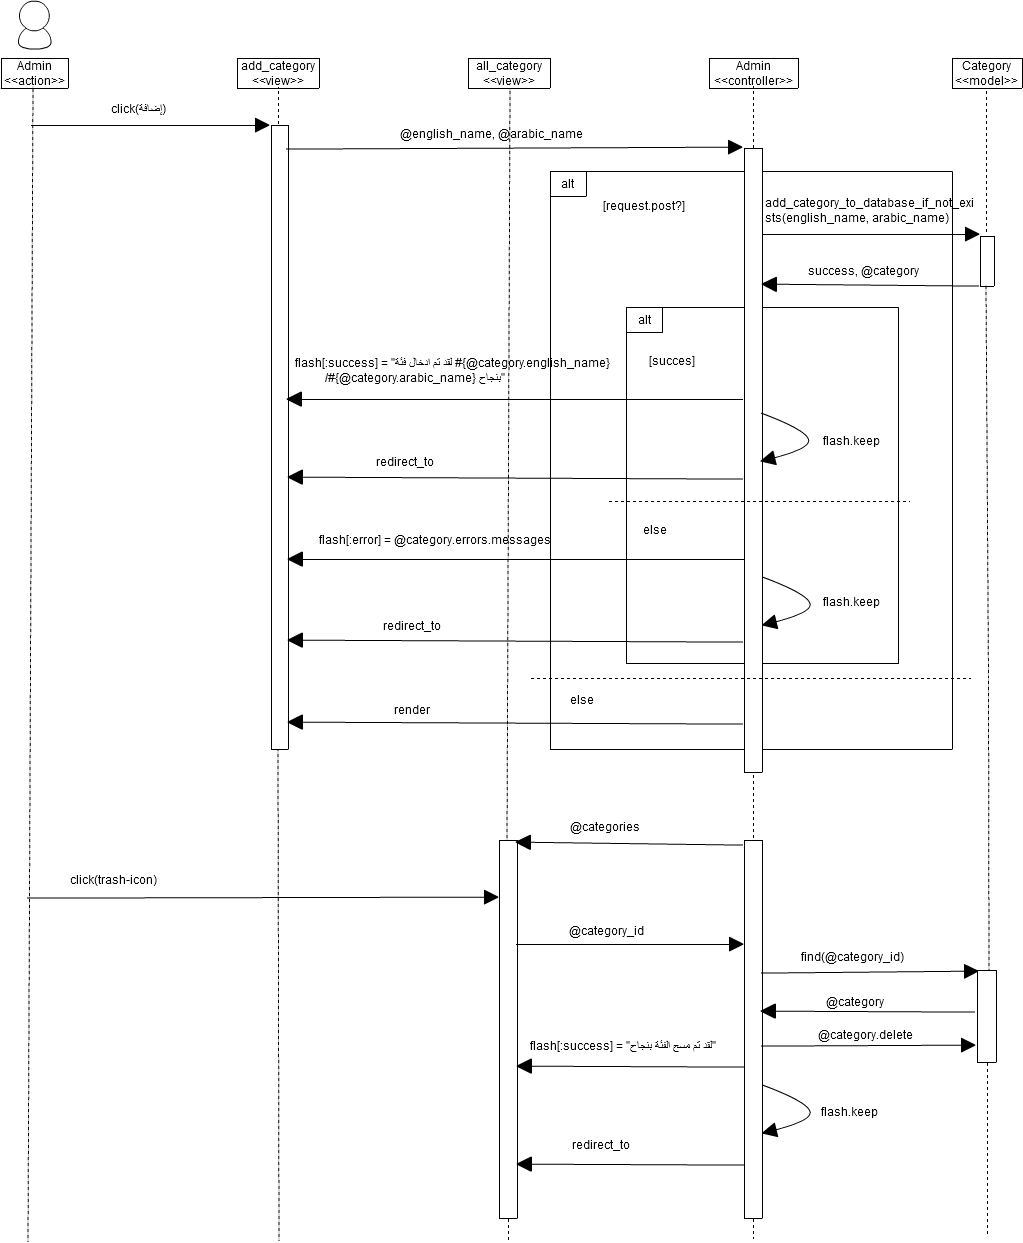 Admin
<<action>>
add_category
<<view>>
all_category
<<view>>
Admin
<<controller>>
Category
<<model>>
click(إضافة)
@english_name, @arabic_name
alt
[request.post?]
add_category_to_database_if_not_exi
sts(english_name, arabic_name)
success, @category
alt
[succes]
flash[:success] = "لقد تم ادخال فئة #{@category.english_name}
/#{@category.arabic_name} بنجاح"
flash.keep
redirect_to
else
flash[:error] = @category.errors.messages
flash.keep
redirect_to
else
render
@categories
click(trash-icon)
@category_id
find(@category_id)
@category
@category.delete
flash[:success] = "لقد تم مسح الفئة بنجاح"
flash.keep
redirect_to